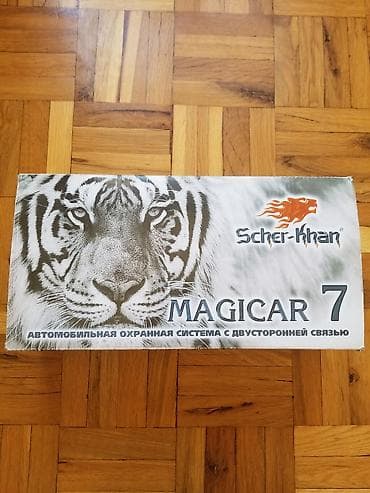 Scher-Khan
MAGICAR 7
АВТОМОБИЛЬНАЯ ОХРАННАЯ СИСТЕМА С ДВУСТОРОННЕЙ СВЯЗЬЮ